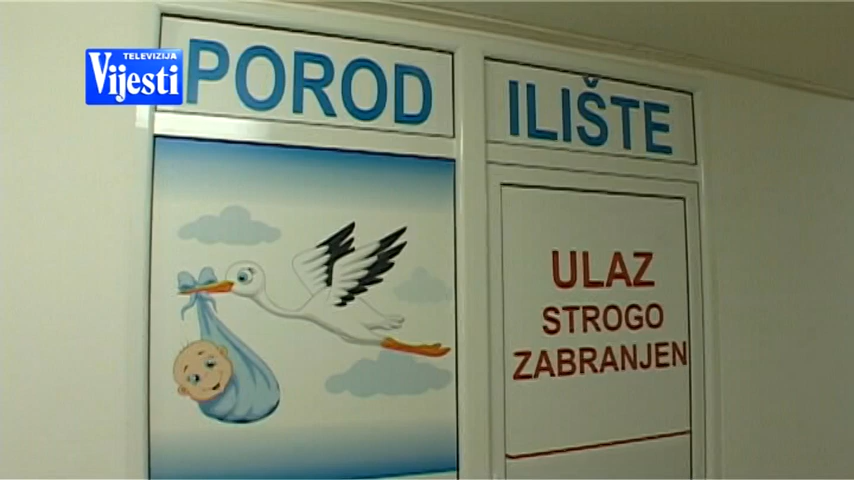 TELEVIZIJA
Vijesti
POROD ILIŠTE
ULAZ
STROGO
ZABRANJEN